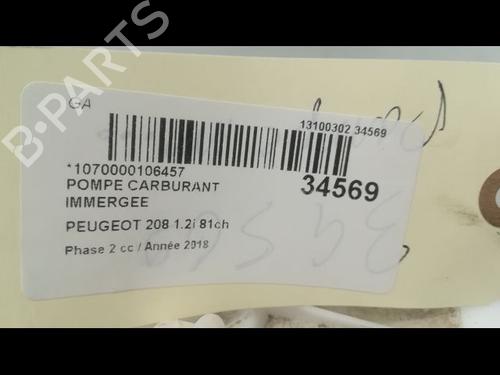 B-PARTS
GA
13100302 34569
*1070000106457
34569
POMPE CARBURANT
IMMERGEE
PEUGEOT 208 1.2i 81ch
Phase 2 cc / Année 2018